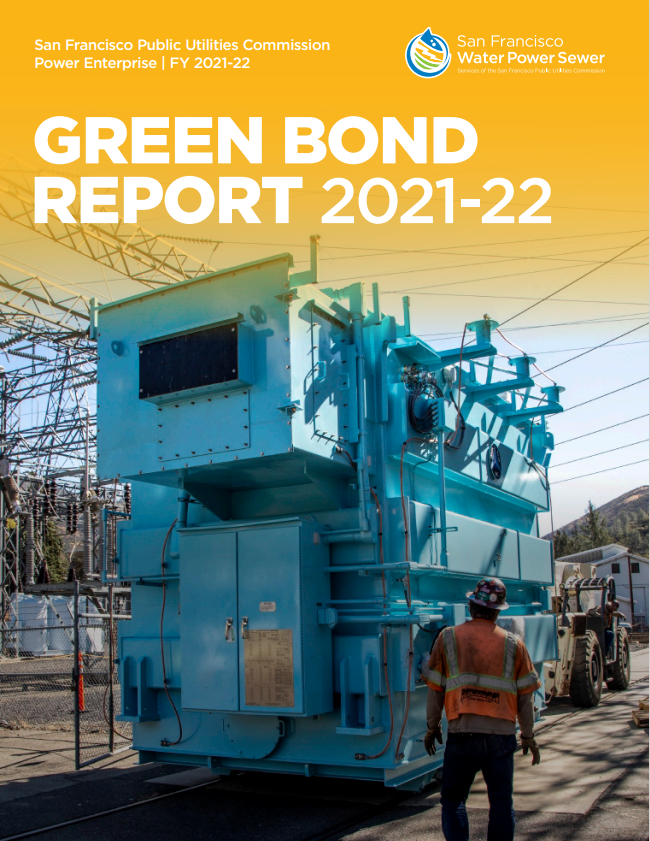 San Francisco Public Utilities Commission
Power Enterprise | FY 2021-22
San Francisco
Water Power Sewer
Services of the San Francisco Public Utilities Commission
GREEN BOND
REPORT 2021-22